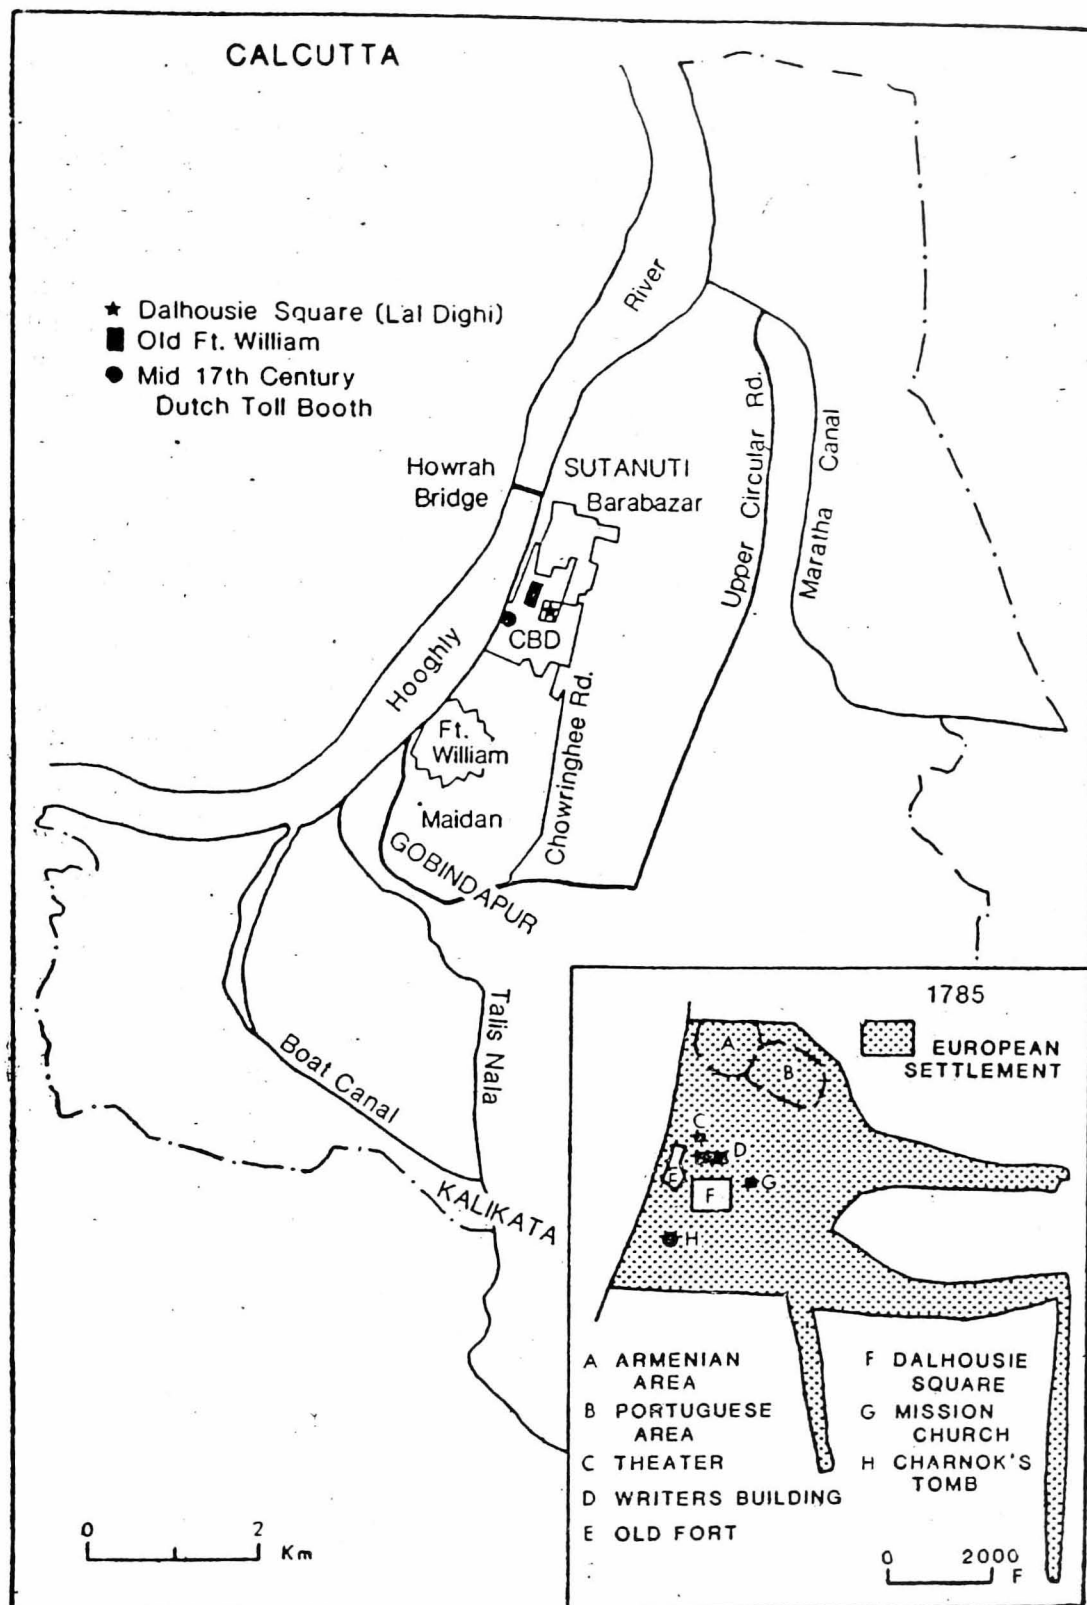 CALCUTTA
Dalhousie Square (Lal Dighi)
Old Ft. William
Mid 17th Century
Dutch Toll Booth
River
Howrah
Bridge
SUTANUTI
Barabazar
Upper Circular Rd.
Maratha Canal
CBD
Hooghly
Ft.
William
Chowringhee Rd.
Maidan
GOBINDAPUR
Talis Nala
Boat Canal
KALIKATA
0 2
Km
1785
EUROPEAN
SETTLEMENT
A
B
C
D
E
F
G
H
A ARMENIAN
AREA
B PORTUGUESE
AREA
C THEATER
D WRITERS BUILDING
E OLD FORT
F DALHOUSIE
SQUARE
G MISSION
CHURCH
H CHARNOK'S
TOMB
0 2000
F